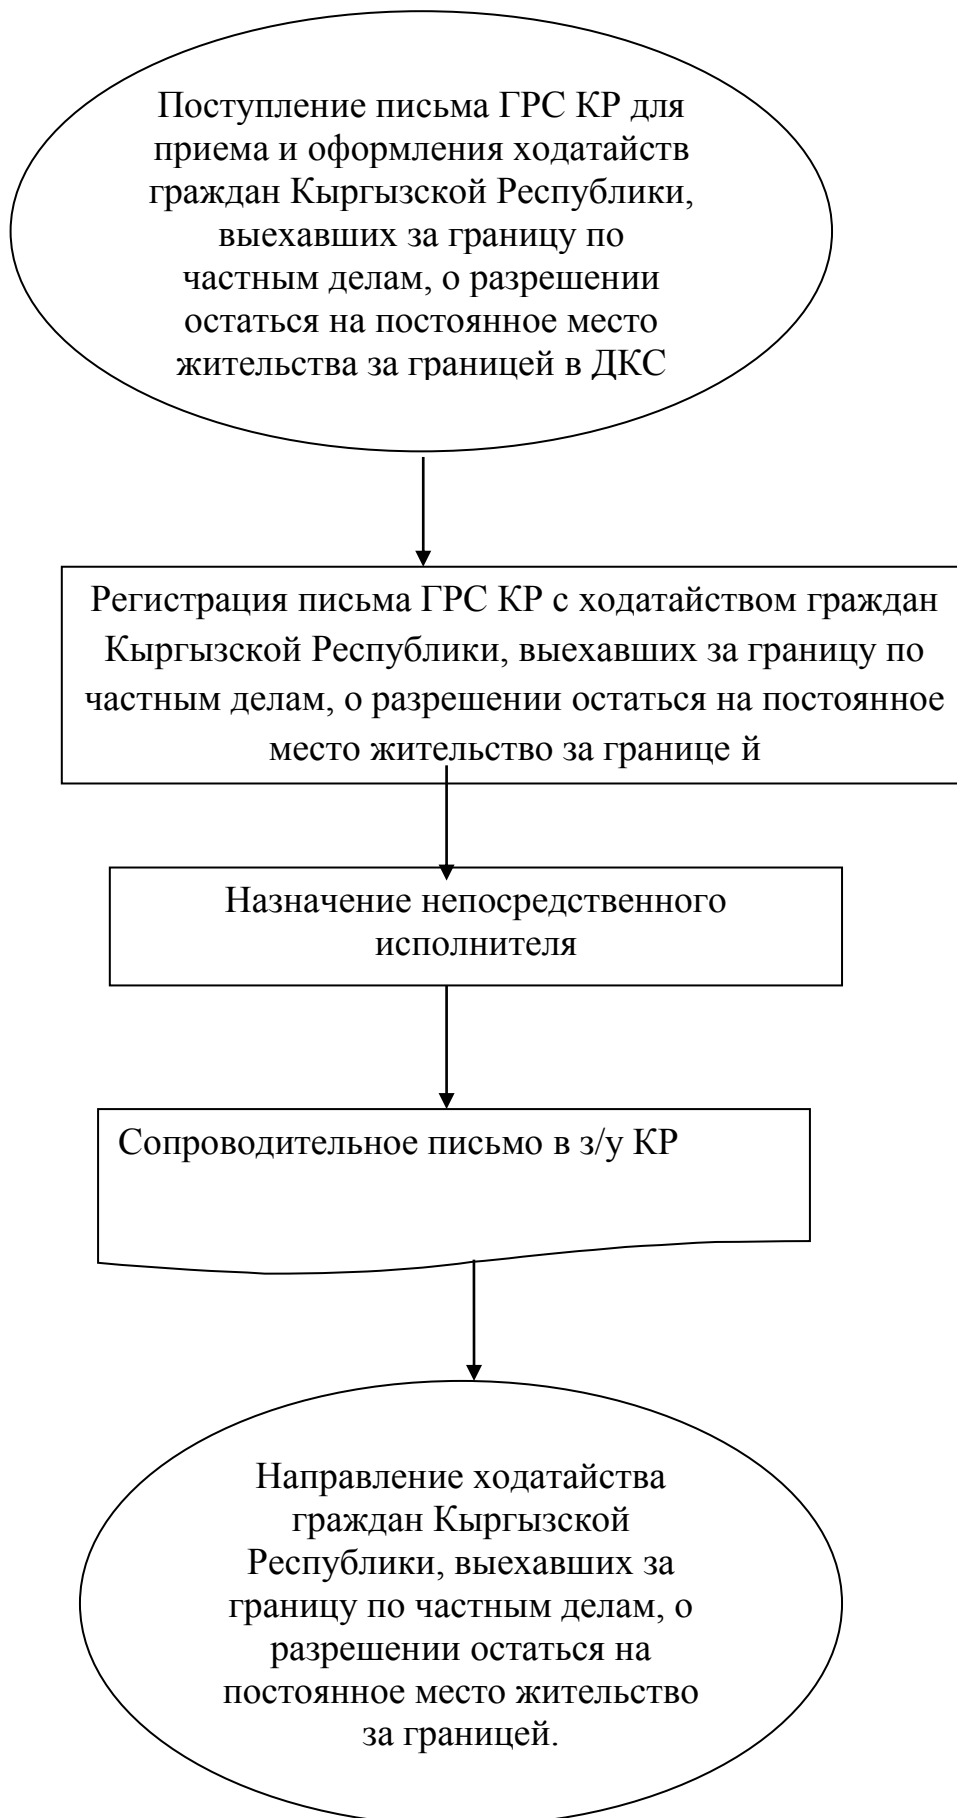 Поступление письма ГРС КР для
приема и оформления ходатайств
граждан Кыргызской Республики,
выехавших за границу по
частным делам, о разрешении
остаться на постоянное место
жительства за границей в ДКС
Регистрация письма ГРС КР с ходатайством граждан
Кыргызской Республики, выехавших за границу по
частным делам, о разрешении остаться на постоянное
место жительство за границе й
Назначение непосредственного
исполнителя
Сопроводительное письмо в з/у КР
Направление ходатайства
граждан Кыргызской
Республики, выехавших за
границу по частным делам, о
разрешении остаться на
постоянное место жительство
за границей.